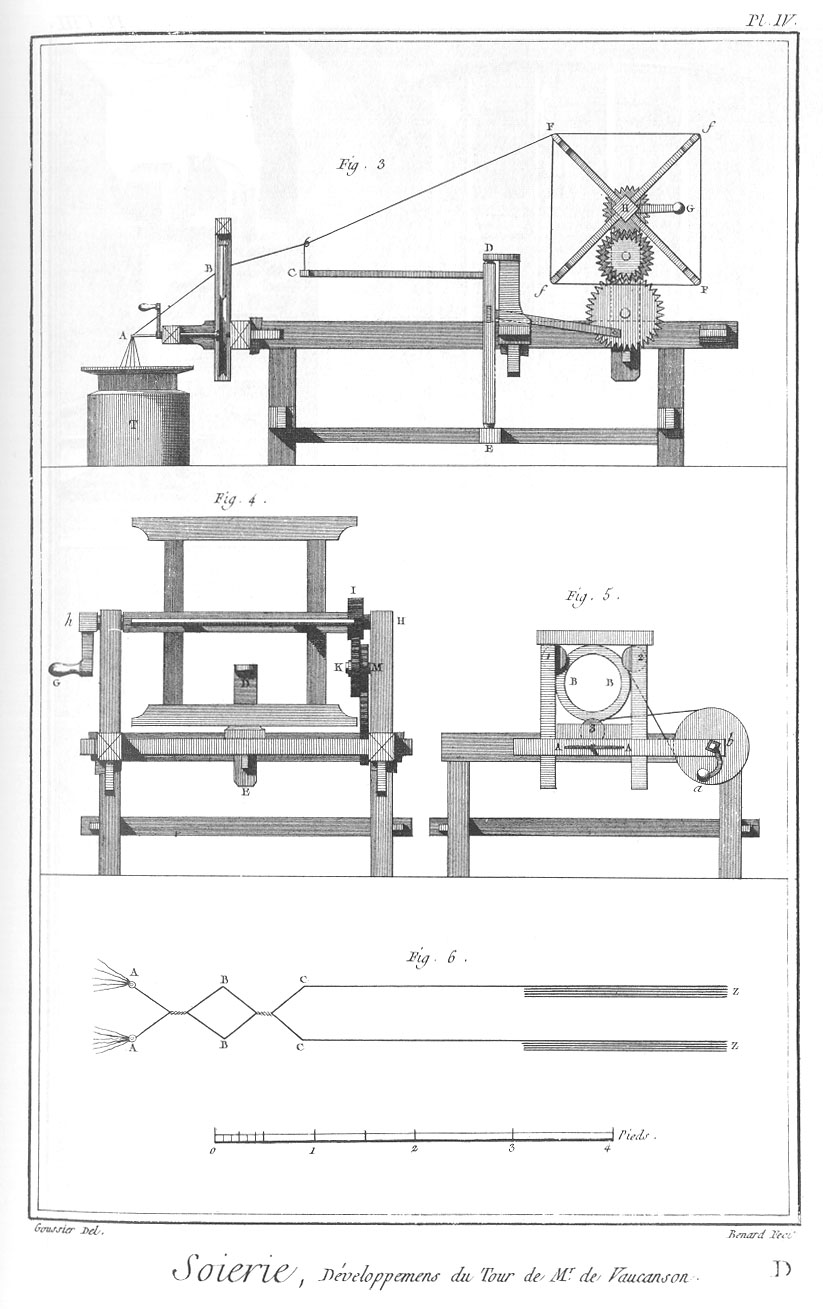 Pl. IV.
Fig. 3
F
f
H
G
B
6
C
D
f
F
A
T
E
Fig. 4.
I
h
H
G
K
M
D
E
Fig. 5.
1
2
B B
3
A A
b
a
Fig. 6.
A B C Z
A B C Z
Pieds.
0 1 2 3 4
Goussier Del.
Benard Fecit
Soierie, Développemens du Tour de Mr. de Vaucanson.
D